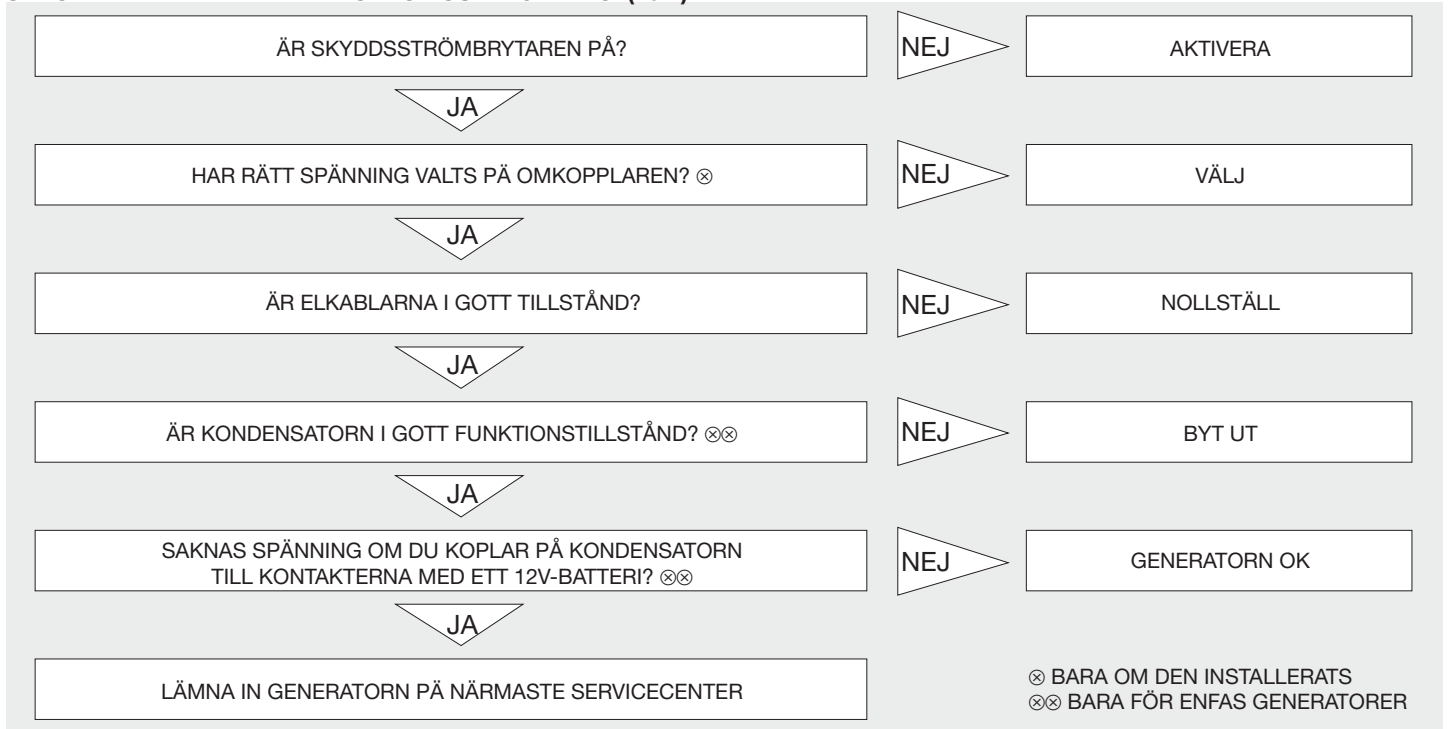 ÄR SKYDDSSTRÖMBRYTAREN PÅ?
NEJ
AKTIVERA
JA
HAR RÄTT SPÄNNING VALTS PÅ OMKOPPLAREN? ⊗
NEJ
VÄLJ
JA
ÄR ELKABLARNA I GOTT TILLSTÅND?
NEJ
NOLLSTÄLL
JA
ÄR KONDENSATORN I GOTT FUNKTIONSTILLSTÅND? ⊗⊗
NEJ
BYT UT
JA
SAKNAS SPÄNNING OM DU KOPLAR PÅ KONDENSATORN
TILL KONTAKTERNA MED ETT 12V-BATTERI? ⊗⊗
NEJ
GENERATORN OK
JA
LÄMNA IN GENERATORN PÅ NÄRMASTE SERVICECENTER
⊗ BARA OM DEN INSTALLERATS
⊗⊗ BARA FÖR ENFAS GENERATORER